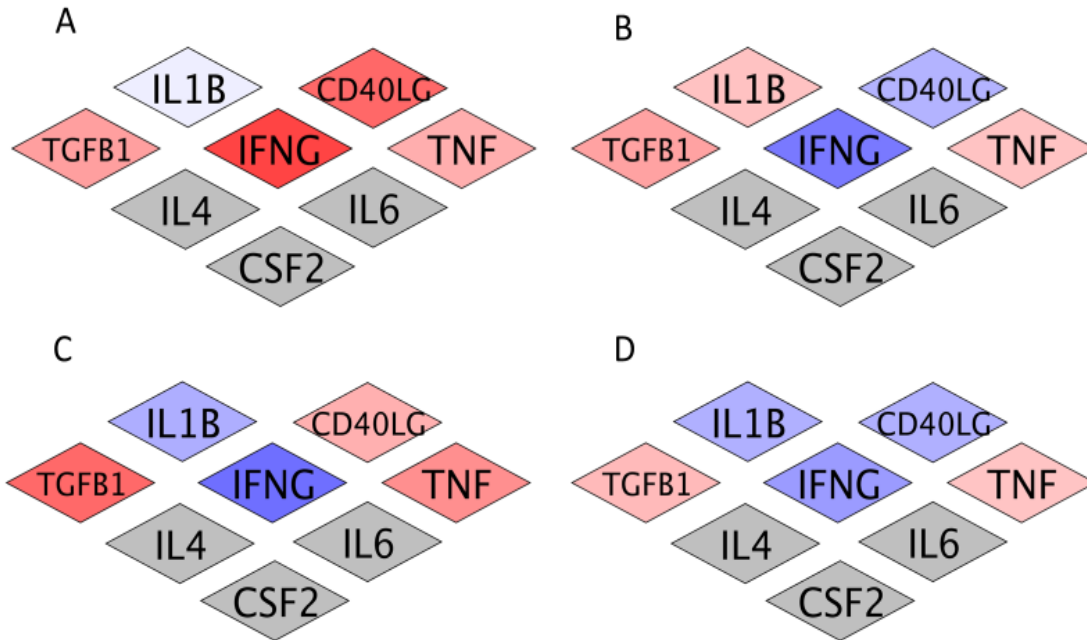 A
IL1B CD40LG
TGFB1 IFNG TNF
IL4 IL6
CSF2
B
IL1B CD40LG
TGFB1 IFNG TNF
IL4 IL6
CSF2
C
IL1B CD40LG
TGFB1 IFNG TNF
IL4 IL6
CSF2
D
IL1B CD40LG
TGFB1 IFNG TNF
IL4 IL6
CSF2